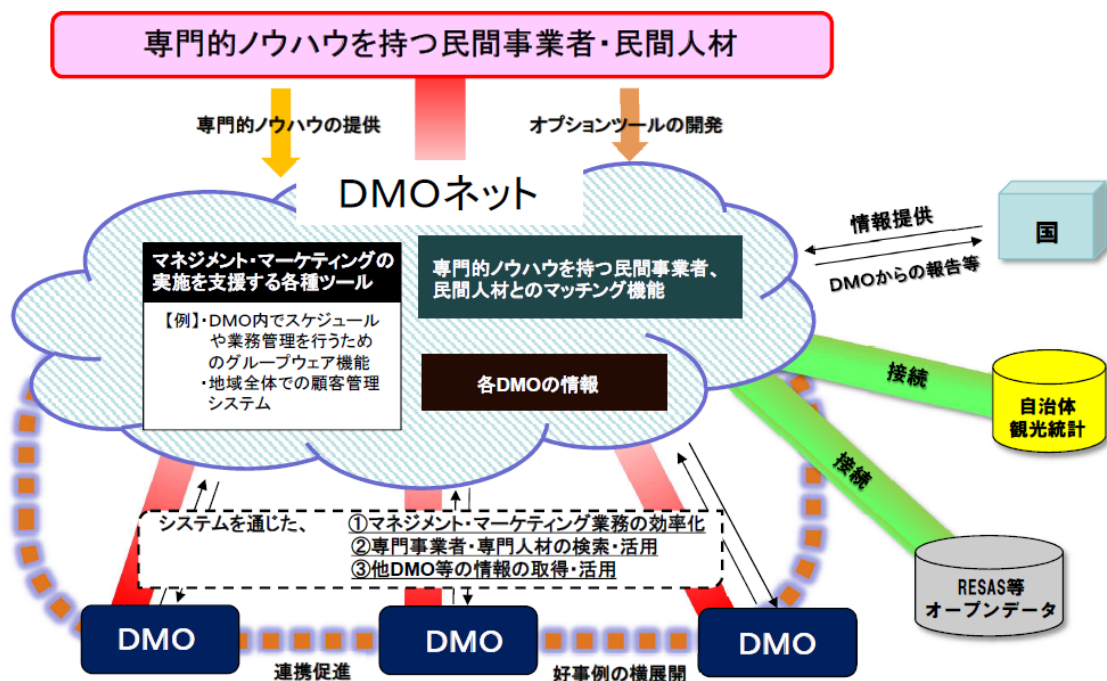 専門的ノウハウを持つ民間事業者・民間人材
専門的ノウハウの提供
オプションツールの開発
DMOネット
マネジメント・マーケティングの
実施を支援する各種ツール
【例】・DMO内でスケジュール
や業務管理を行うため
のグループウェア機能
・地域全体での顧客管理
システム
専門的ノウハウを持つ民間事業者、
民間人材とのマッチング機能
各DMOの情報
情報提供
DMOからの報告等
国
接続
自治体
観光統計
接続
RESAS等
オープンデータ
システムを通じた、 ①マネジメント・マーケティング業務の効率化
②専門事業者・専門人材の検索・活用
③他DMO等の情報の取得・活用
DMO
DMO
DMO
連携促進
好事例の横展開